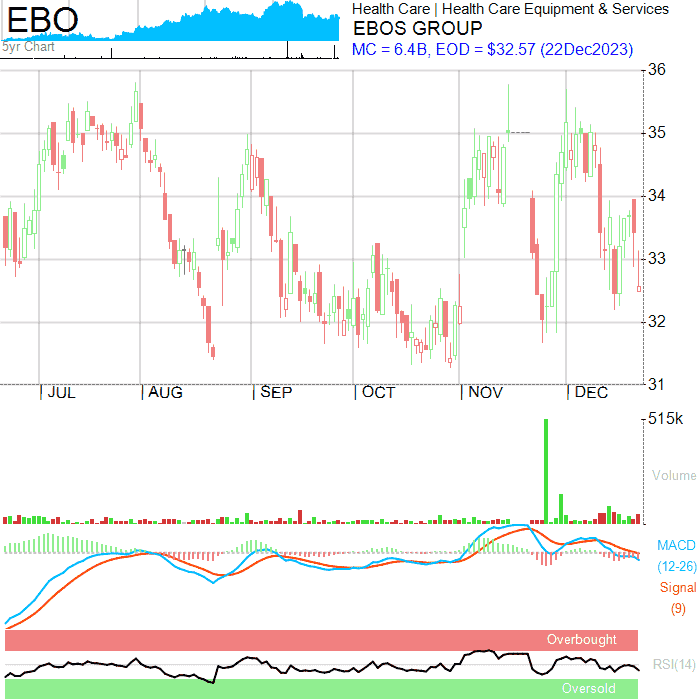 EBO
5yr Chart
Health Care | Health Care Equipment & Services
EBOS GROUP
MC = 6.4B, EOD = $32.57 (22Dec2023)
36
35
34
33
32
31
| JUL | AUG | SEP | OCT | NOV | DEC
515k
Volume
MACD
(12-26)
Signal
(9)
Overbought
RSI(14)
Oversold